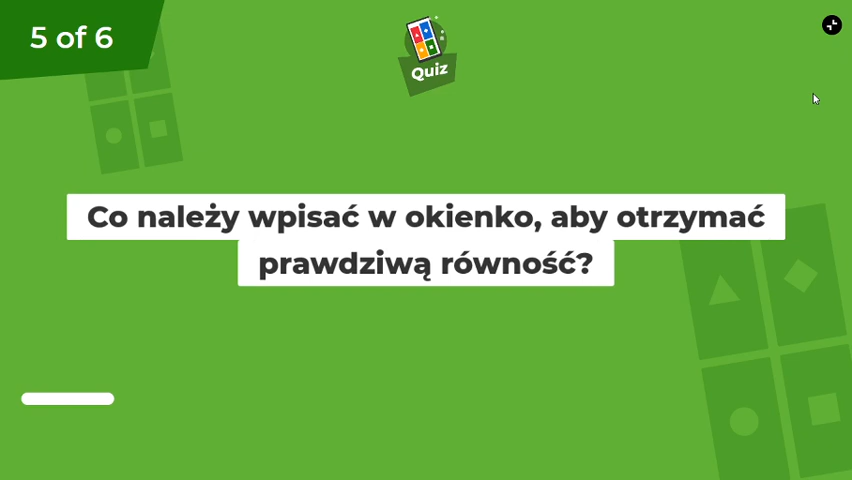 5 of 6
Quiz
Co należy wpisać w okienko, aby otrzymać
prawdziwą równość?